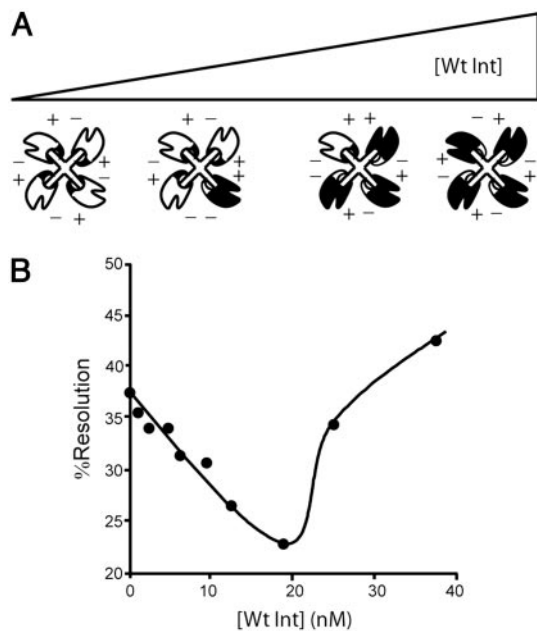 A
[Wt Int]
+ − + − + + − +
− + − + − − + −
+ − + + − + − +
− + − − + − + −
B
50
45
40
35
30
25
20
%Resolution
0 10 20 30 40
[Wt Int] (nM)